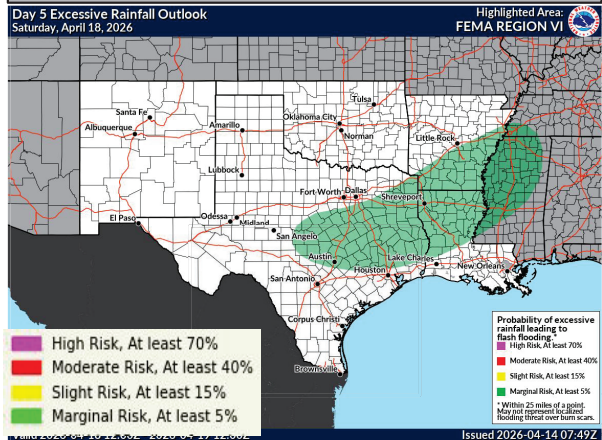 Day 5 Excessive Rainfall Outlook
Saturday, April 18, 2026
Highlighted Area:
FEMA REGION VI
Tulsa
Santa Fe
Oklahoma City
Albuquerque
Amarillo
Norman
Little Rock
Lubbock
Fort Worth Dallas
Shreveport
El Paso
Odessa
Midland
San Angelo
Austin
Lake Charles
New Orleans
Houston
San Antonio
Corpus Christi
Brownsville
High Risk, At least 70%
Moderate Risk, At least 40%
Slight Risk, At least 15%
Marginal Risk, At least 5%
Probability of excessive
rainfall leading to
flash flooding.*
High Risk, At least 70%
Moderate Risk, At least 40%
Slight Risk, At least 15%
Marginal Risk, At least 5%
* Within 25 miles of a point.
May not represent localized
flooding threat over burn scars.
Issued 2026-04-14 07:49Z